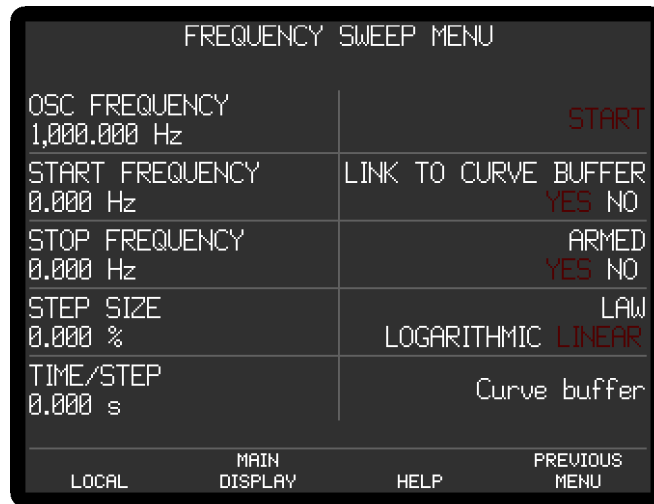 FREQUENCY SWEEP MENU
OSC FREQUENCY
1,000.000 Hz
START
START FREQUENCY
0.000 Hz
LINK TO CURVE BUFFER
YES NO
STOP FREQUENCY
0.000 Hz
ARMED
YES NO
STEP SIZE
0.000 %
LAW
LOGARITHMIC LINEAR
TIME/STEP
0.000 s
Curve buffer
LOCAL
MAIN
DISPLAY
HELP
PREVIOUS
MENU